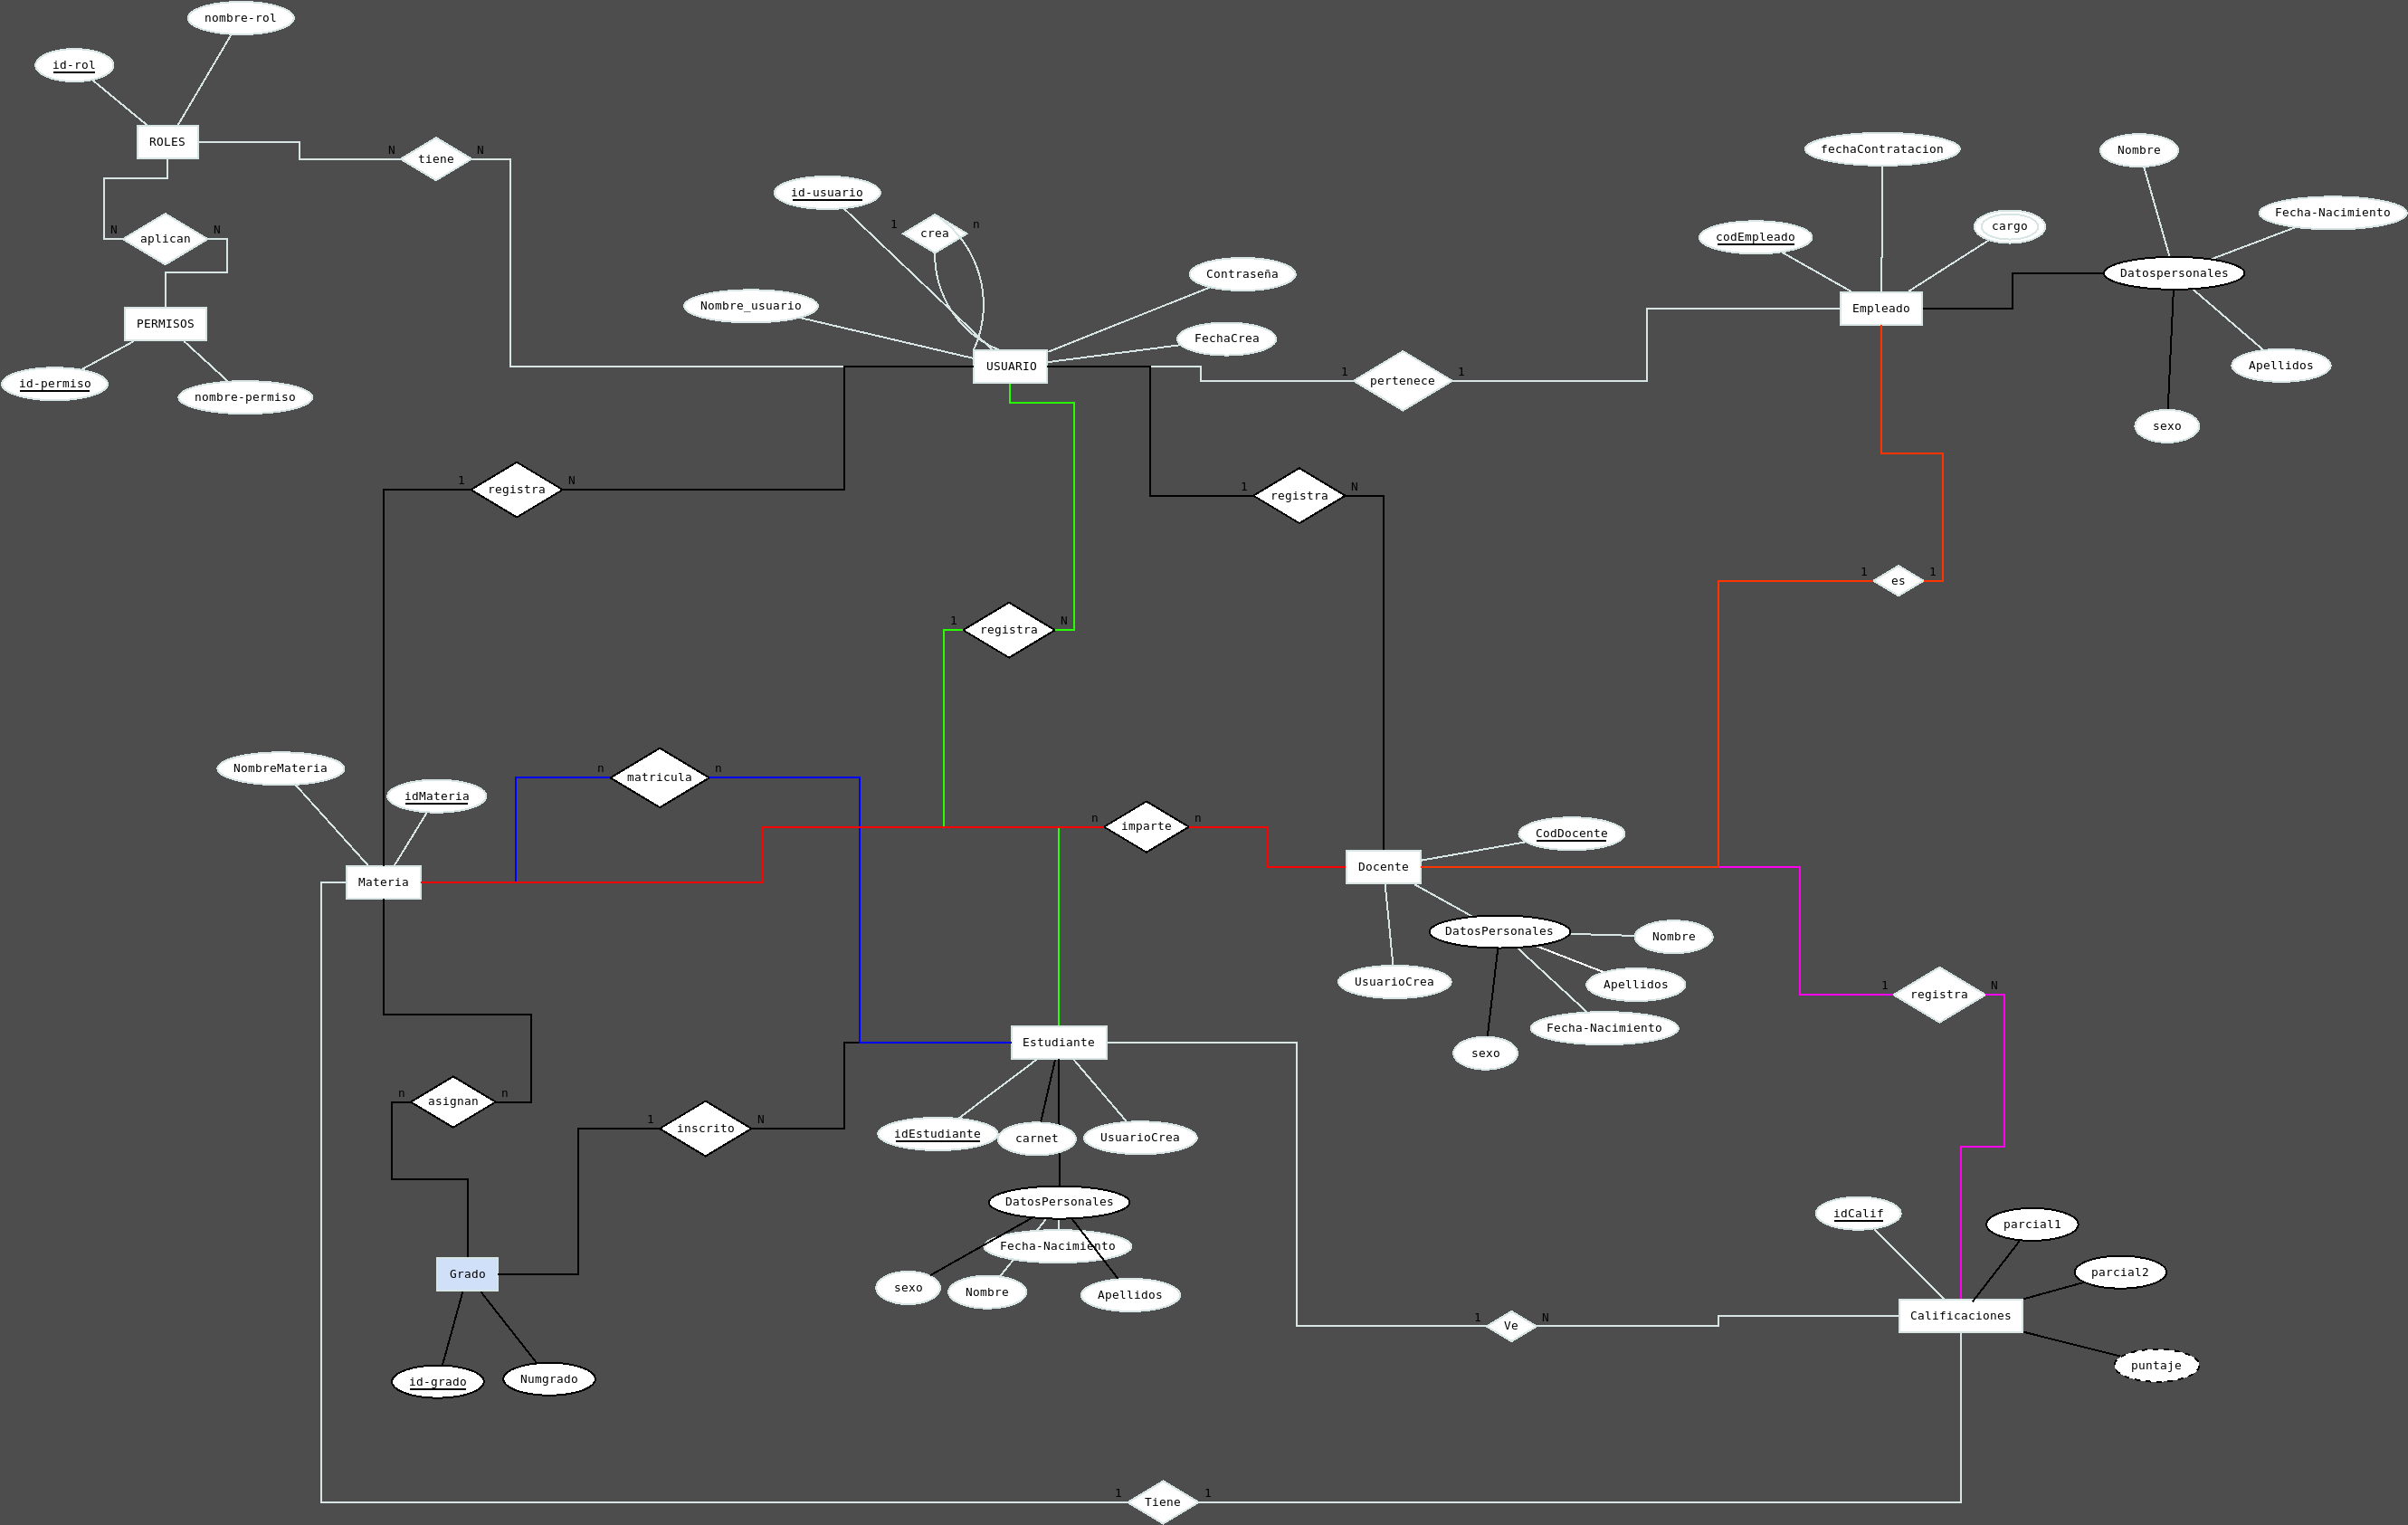 nombre-rol
id-rol
ROLES
N tiene N
N aplican N
PERMISOS
id-permiso
nombre-permiso
id-usuario
1 crea n
Nombre_usuario
Contraseña
FechaCrea
USUARIO
1 pertenece 1
fechaContratacion
codEmpleado
cargo
Empleado
Nombre
Fecha-Nacimiento
Datospersonales
Apellidos
sexo
1 registra N
1 registra N
1 es 1
1 registra N
n matricula n
NombreMateria
idMateria
Materia
n imparte n
CodDocente
Docente
DatosPersonales
Nombre
UsuarioCrea
Apellidos
Fecha-Nacimiento
sexo
1 registra N
Estudiante
n asignan n
1 inscrito N
idEstudiante
carnet
UsuarioCrea
DatosPersonales
Fecha-Nacimiento
sexo
Nombre
Apellidos
Grado
id-grado
Numgrado
idCalif
parcial1
parcial2
Calificaciones
puntaje
1 Ve N
1 Tiene 1